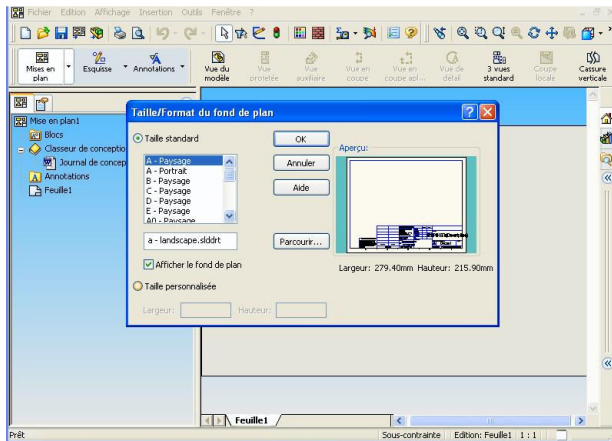 Fichier Edition Affichage Insertion Outils Fenêtre ?
Mises en plan
Esquisse
Annotations
Vue du modèle
Vue projetée
Vue auxiliaire
Vue en coupe
Vue en coupe ali...
Vue de détail
3 vues standard
Coupe locale
Cassure verticale
Mise en plan1
Blocs
Classeur de conceptio
Journal de concep
Annotations
Feuille1
Taille/Format du fond de plan
Taille standard
A - Paysage
A - Portrait
B - Paysage
C - Paysage
D - Paysage
E - Paysage
A0 - Paysage
a - landscape.slddrt
Afficher le fond de plan
Taille personnalisée
Largeur:
Hauteur:
OK
Annuler
Aide
Parcourir...
Aperçu:
Largeur: 279.40mm Hauteur: 215.90mm
Feuille1
Prêt
Sous-contrainte
Edition: Feuille1
1 : 1